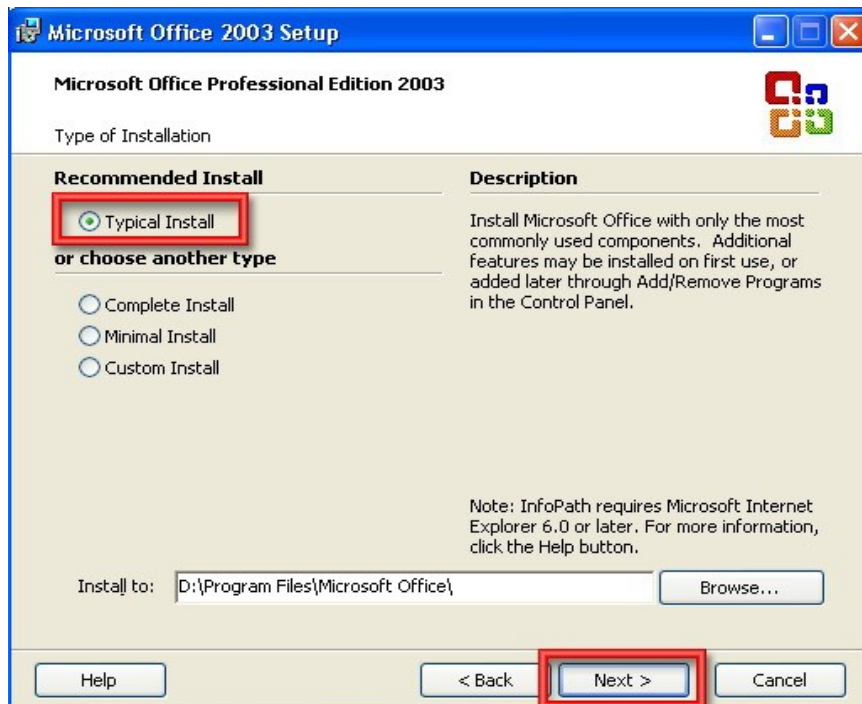 Microsoft Office 2003 Setup
Microsoft Office Professional Edition 2003
Type of Installation
Recommended Install
Typical Install
or choose another type
Complete Install
Minimal Install
Custom Install
Description
Install Microsoft Office with only the most
commonly used components. Additional
features may be installed on first use, or
added later through Add/Remove Programs
in the Control Panel.
Note: InfoPath requires Microsoft Internet
Explorer 6.0 or later. For more information,
click the Help button.
Install to: D:\Program Files\Microsoft Office\ Browse...
Help < Back Next > Cancel